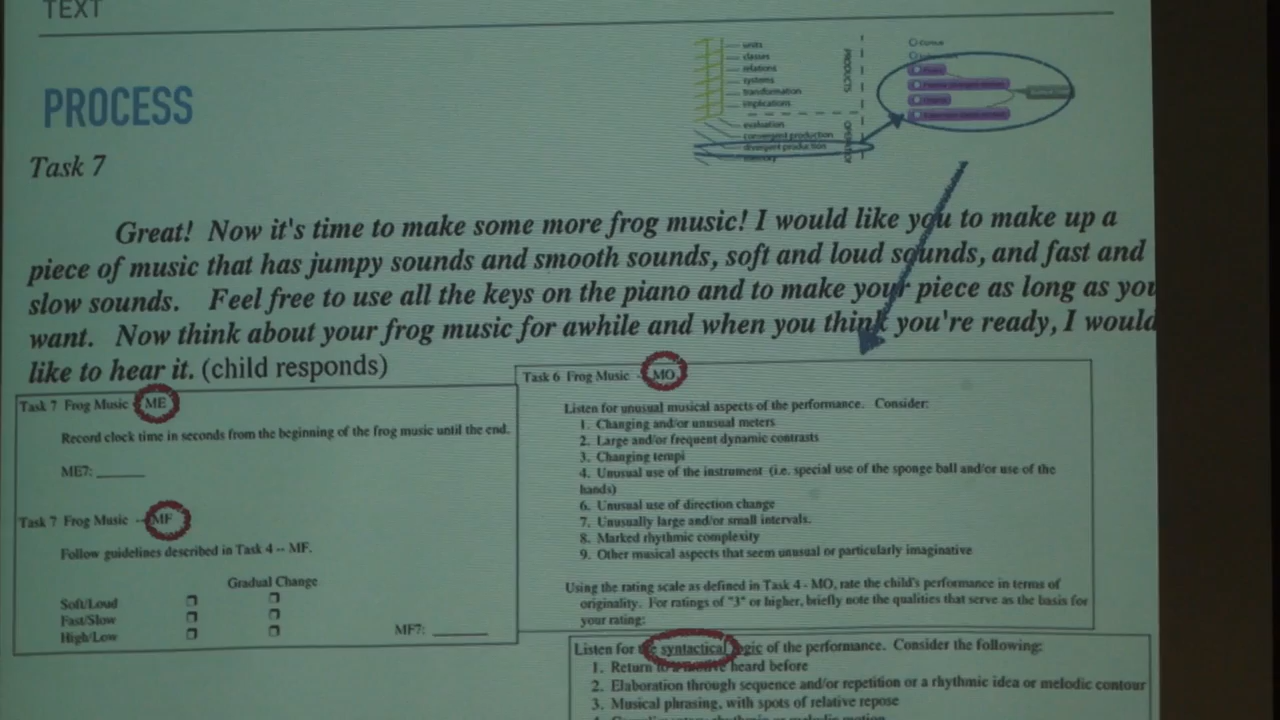 TEXT
PROCESS
units
classes
relations
systems
transformation
implications
PRODUCTS
evaluation
convergent production
divergent production
memory
Task 7
Great! Now it's time to make some more frog music! I would like you to make up a
piece of music that has jumpy sounds and smooth sounds, soft and loud sounds, and fast and
slow sounds. Feel free to use all the keys on the piano and to make your piece as long as you
want. Now think about your frog music for awhile and when you think you're ready, I would
like to hear it. (child responds)
Task 7 Frog Music - ME
Record clock time in seconds from the beginning of the frog music until the end.
ME7: ______
Task 7 Frog Music -- MF
Follow guidelines described in Task 4 -- MF.
Gradual Change
Soft/Loud
Fast/Slow
High/Low
MF7: ______
Task 6 Frog Music - MO
Listen for unusual musical aspects of the performance. Consider:
1. Changing and/or unusual meters
2. Large and/or frequent dynamic contrasts
3. Changing tempi
4. Unusual use of the instrument (i.e. special use of the sponge ball and/or use of the
hands)
6. Unusual use of direction change
7. Unusually large and/or small intervals.
8. Marked rhythmic complexity
9. Other musical aspects that seem unusual or particularly imaginative
Using the rating scale as defined in Task 4 - MO, rate the child's performance in terms of
originality. For ratings of "3" or higher, briefly note the qualities that serve as the basis for
your rating:
Listen for the syntactical logic of the performance. Consider the following:
1. Return to a heard before
2. Elaboration through sequence and/or repetition or a rhythmic idea or melodic contour
3. Musical phrasing, with spots of relative repose